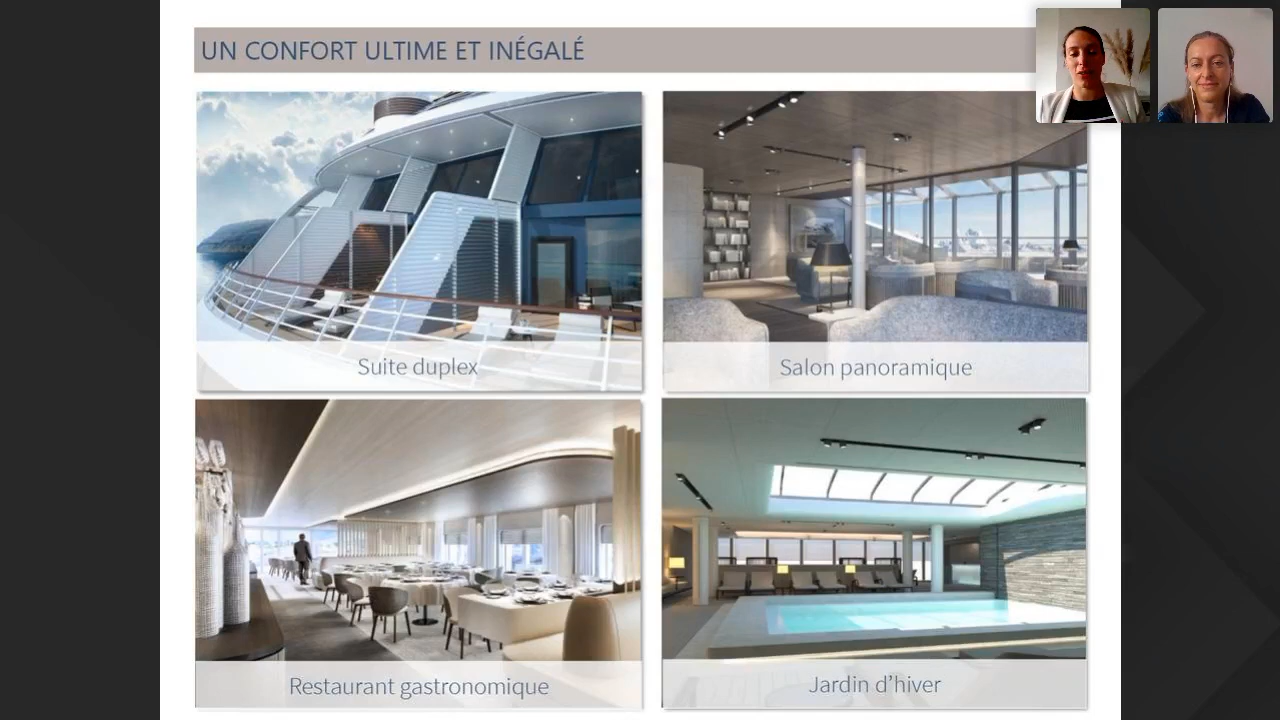 UN CONFORT ULTIME ET INÉGALÉ
Suite duplex
Salon panoramique
Restaurant gastronomique
Jardin d’hiver